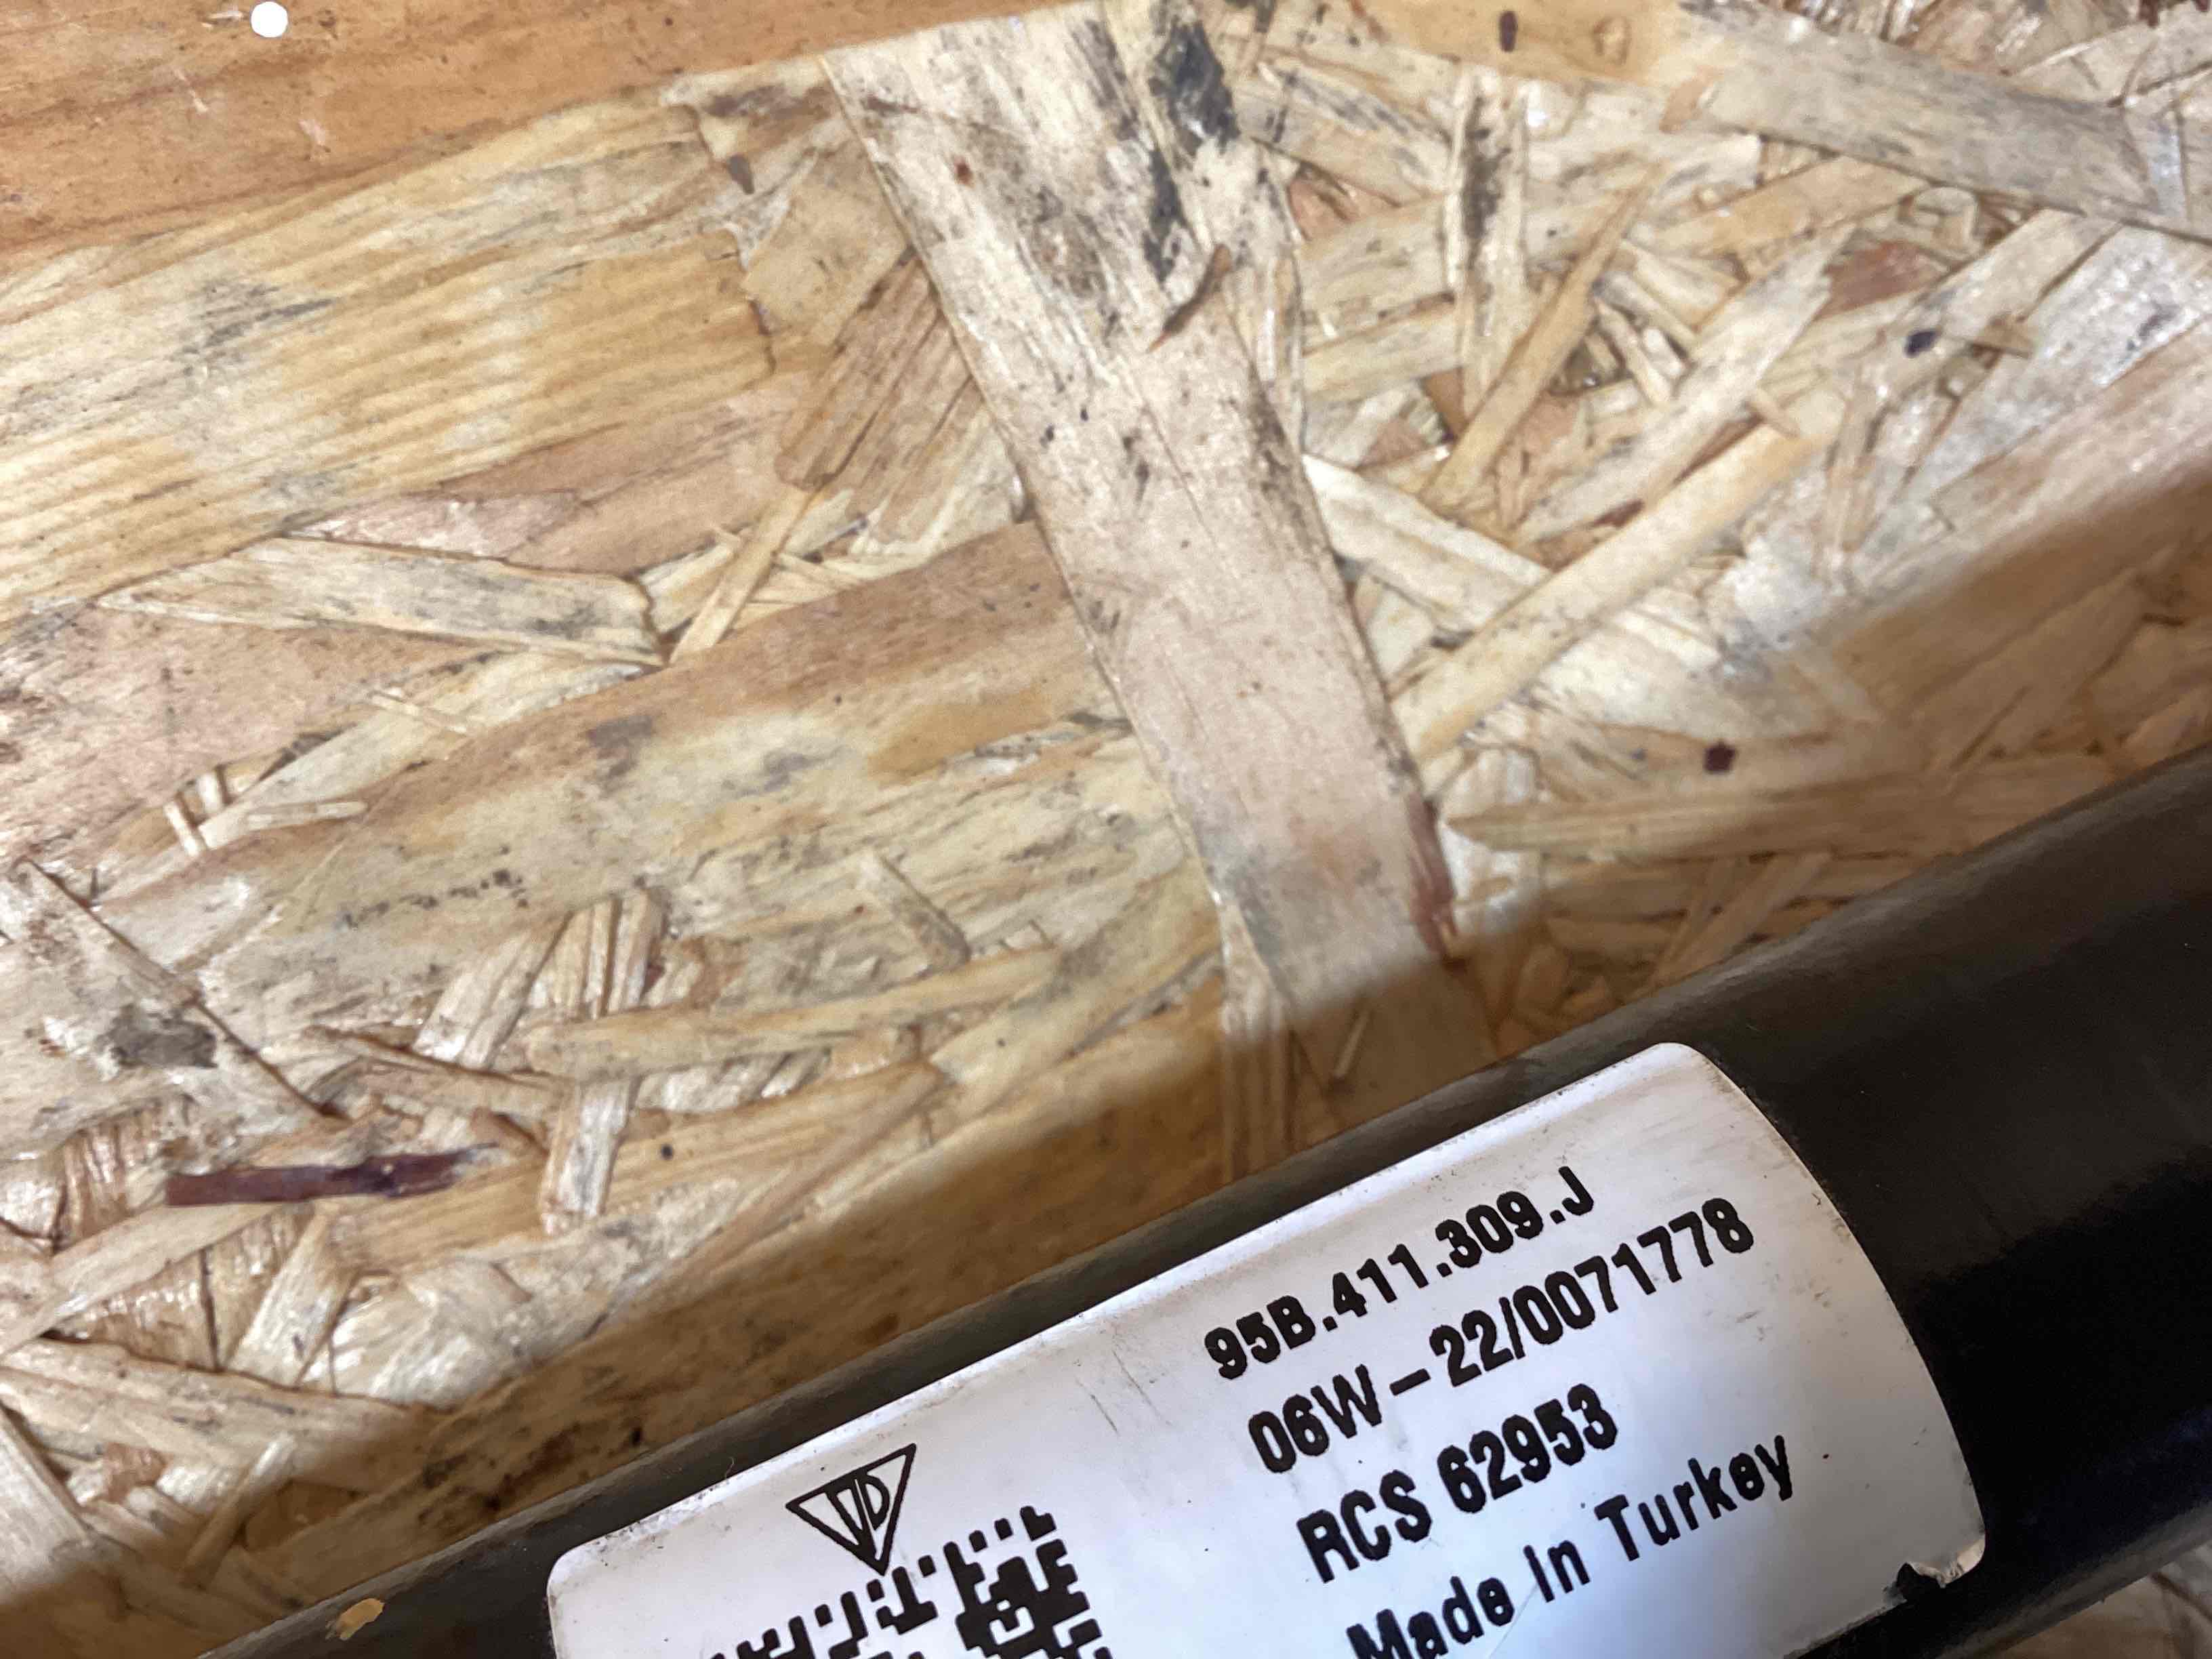 95B.411.309.J
06W-22/0071778
RCS 62953
Made In Turkey